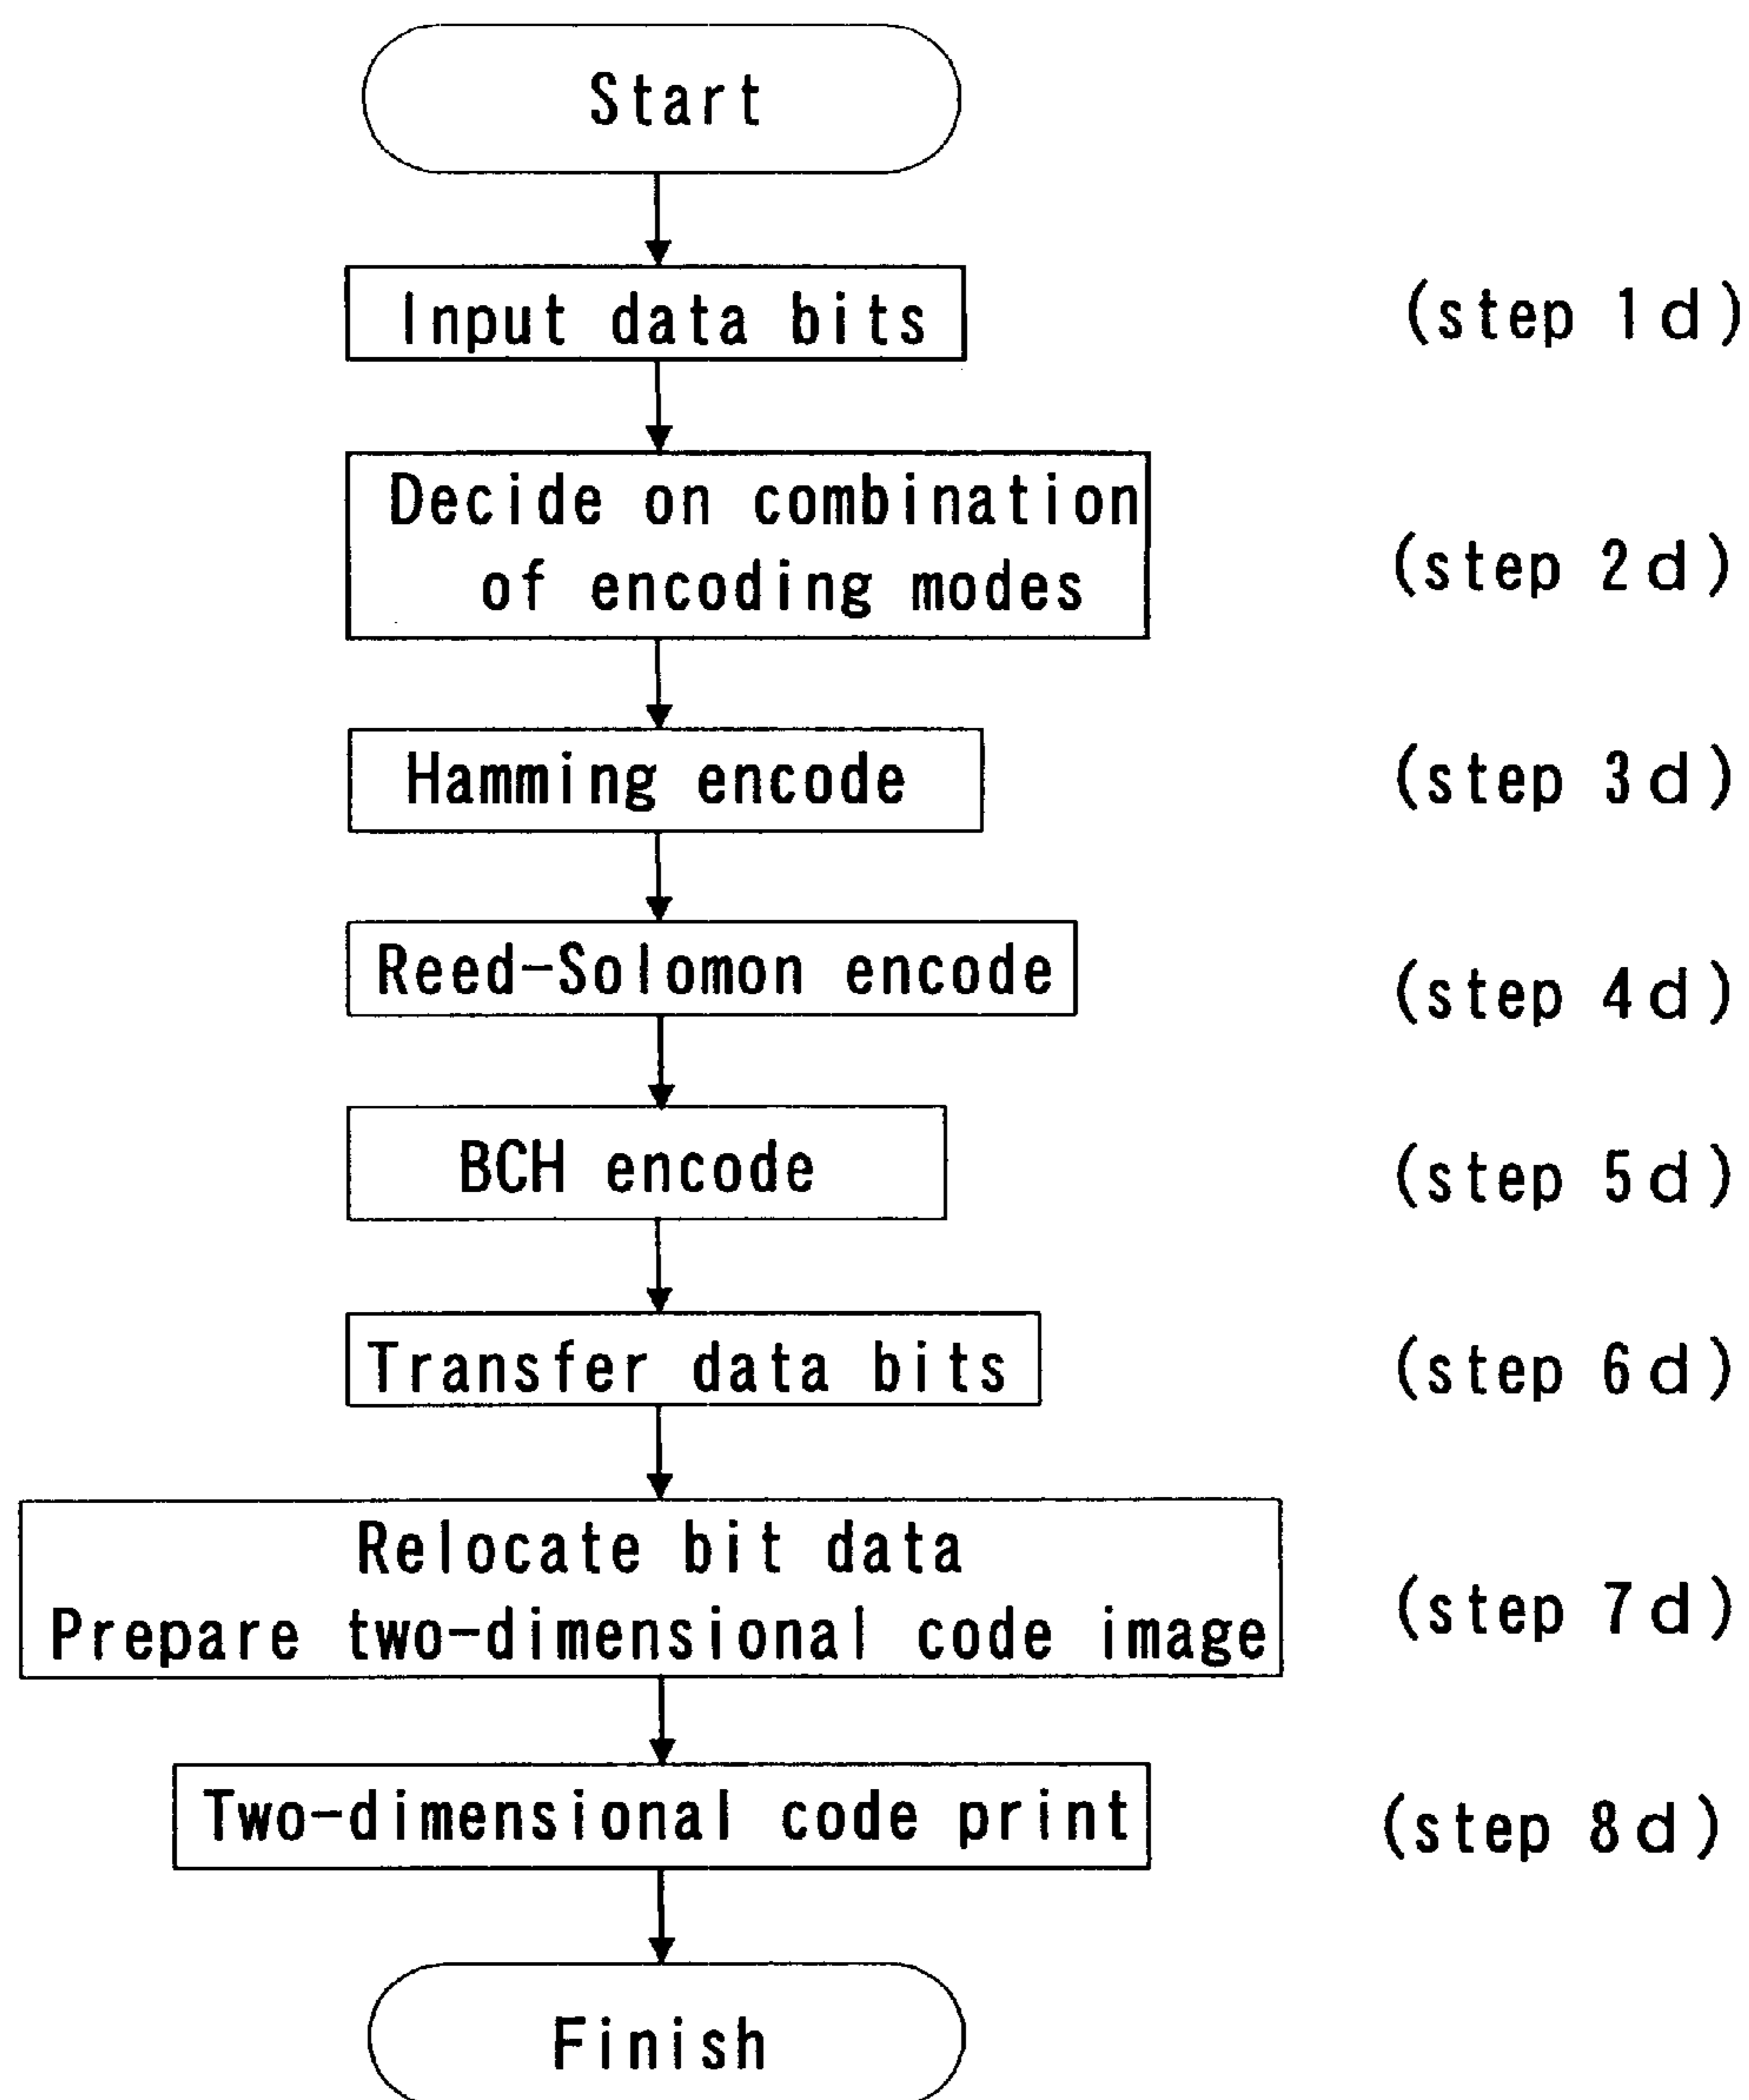 Start
Input data bits
(step 1d)
Decide on combination
of encoding modes
(step 2d)
Hamming encode
(step 3d)
Reed-Solomon encode
(step 4d)
BCH encode
(step 5d)
Transfer data bits
(step 6d)
Relocate bit data
Prepare two-dimensional code image
(step 7d)
Two-dimensional code print
(step 8d)
Finish